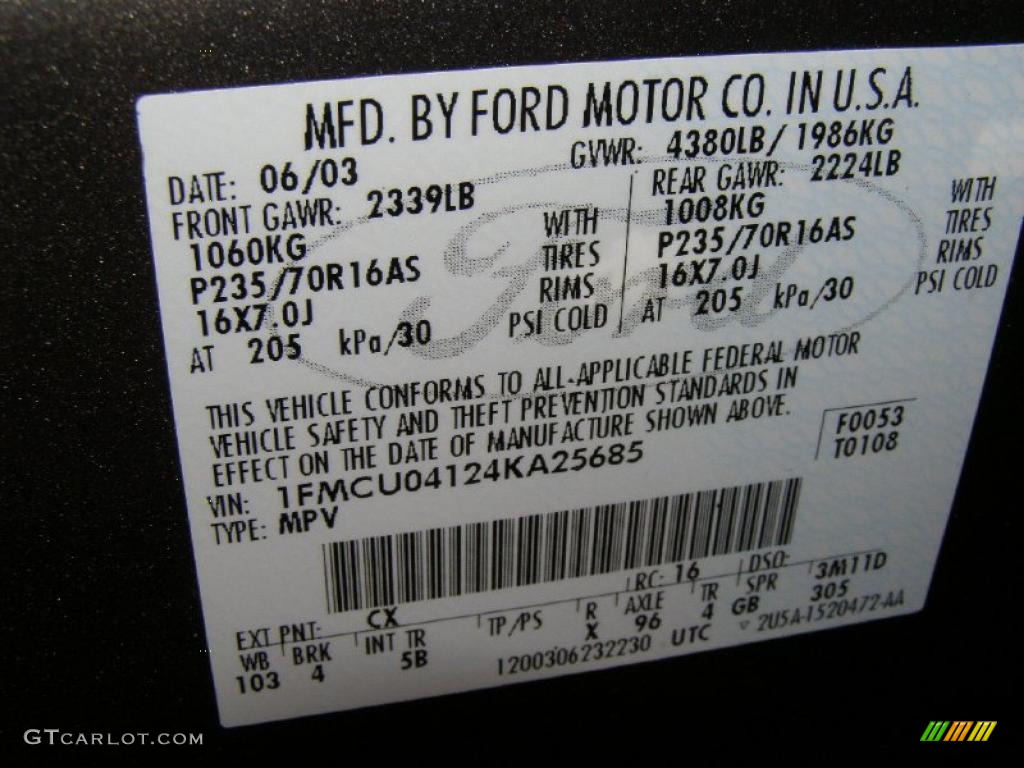 MFD. BY FORD MOTOR CO. IN U.S.A.
DATE: 06/03 GVWR: 4380LB/ 1986KG
FRONT GAWR: 2339LB REAR GAWR: 2224LB
1060KG WITH 1008KG WITH
P235/70R16AS TIRES P235/70R16AS TIRES
16X7.0J RIMS 16X7.0J RIMS
AT 205 kPa/30 PSI COLD AT 205 kPa/30 PSI COLD
Ford
THIS VEHICLE CONFORMS TO ALL-APPLICABLE FEDERAL MOTOR
VEHICLE SAFETY AND THEFT PREVENTION STANDARDS IN
EFFECT ON THE DATE OF MANUFACTURE SHOWN ABOVE.
F0053
T0108
VIN: 1FMCU04124KA25685
TYPE: MPV
EXT PNT: CX RC: 16 DSO: 3M11D
WB BRK INT TR TP/PS R AXLE TR SPR
103 4 5B X 96 4 GB 305
1200306232230 UTC ▽ 2U5A-1520472-AA
GTCARLOT.COM